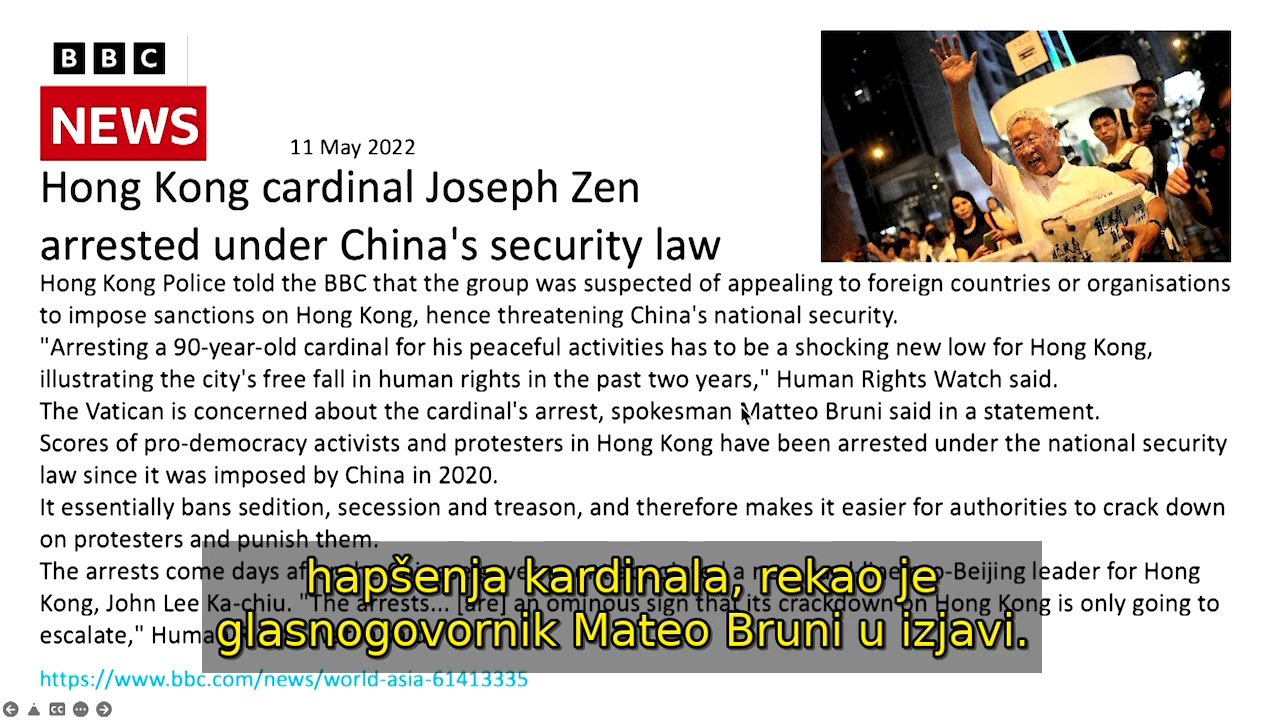 BBC
NEWS
11 May 2022
Hong Kong cardinal Joseph Zen
arrested under China's security law
Hong Kong Police told the BBC that the group was suspected of appealing to foreign countries or organisations
to impose sanctions on Hong Kong, hence threatening China's national security.
"Arresting a 90-year-old cardinal for his peaceful activities has to be a shocking new low for Hong Kong,
illustrating the city's free fall in human rights in the past two years," Human Rights Watch said.
The Vatican is concerned about the cardinal's arrest, spokesman Matteo Bruni said in a statement.
Scores of pro-democracy activists and protesters in Hong Kong have been arrested under the national security
law since it was imposed by China in 2020.
It essentially bans sedition, secession and treason, and therefore makes it easier for authorities to crack down
on protesters and punish them.
The arrests come days leader for Hong
Kong, John Lee Ka-chiu. "The arrests... [are] an ominous sign that its crackdown on Hong Kong is only going to
escalate,"
hapšenja kardinala, rekao je
glasnogovornik Mateo Bruni u izjavi.
https://www.bbc.com/news/world-asia-61413335
CC